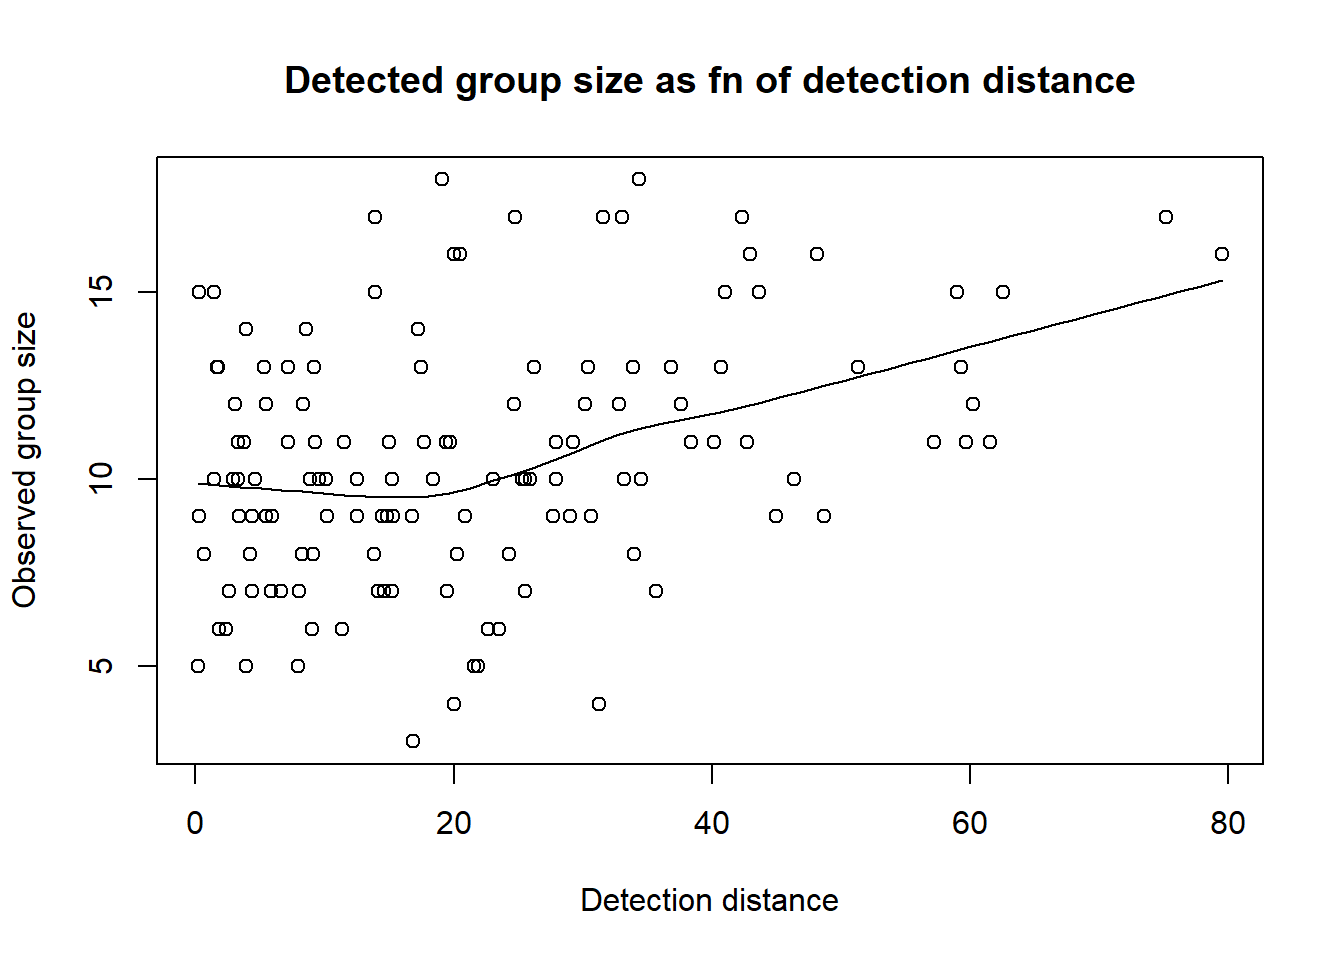 Detected group size as fn of detection distance
Observed group size
15
10
5
0 20 40 60 80
Detection distance